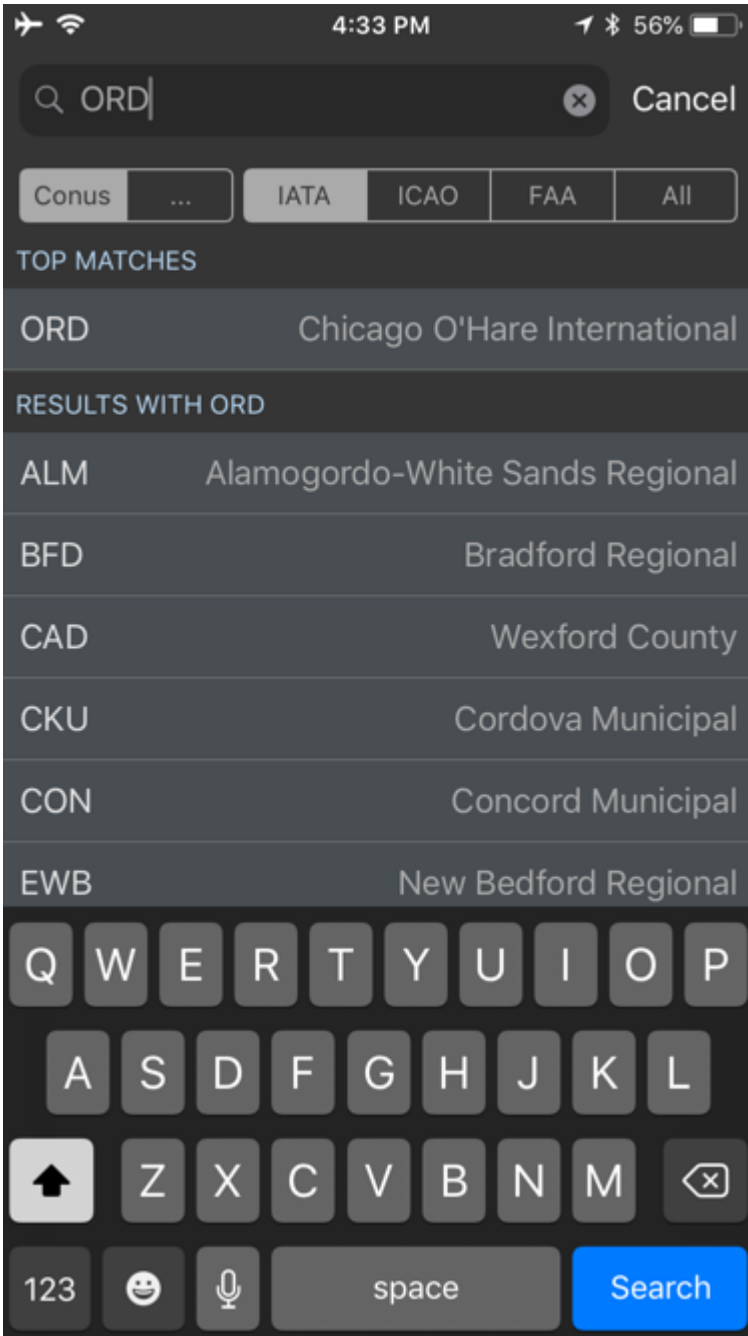 4:33 PM 56%
ORD Cancel
Conus ... IATA ICAO FAA All
TOP MATCHES
ORD Chicago O'Hare International
RESULTS WITH ORD
ALM Alamogordo-White Sands Regional
BFD Bradford Regional
CAD Wexford County
CKU Cordova Municipal
CON Concord Municipal
EWB New Bedford Regional
Q W E R T Y U I O P
A S D F G H J K L
Z X C V B N M
123 space Search